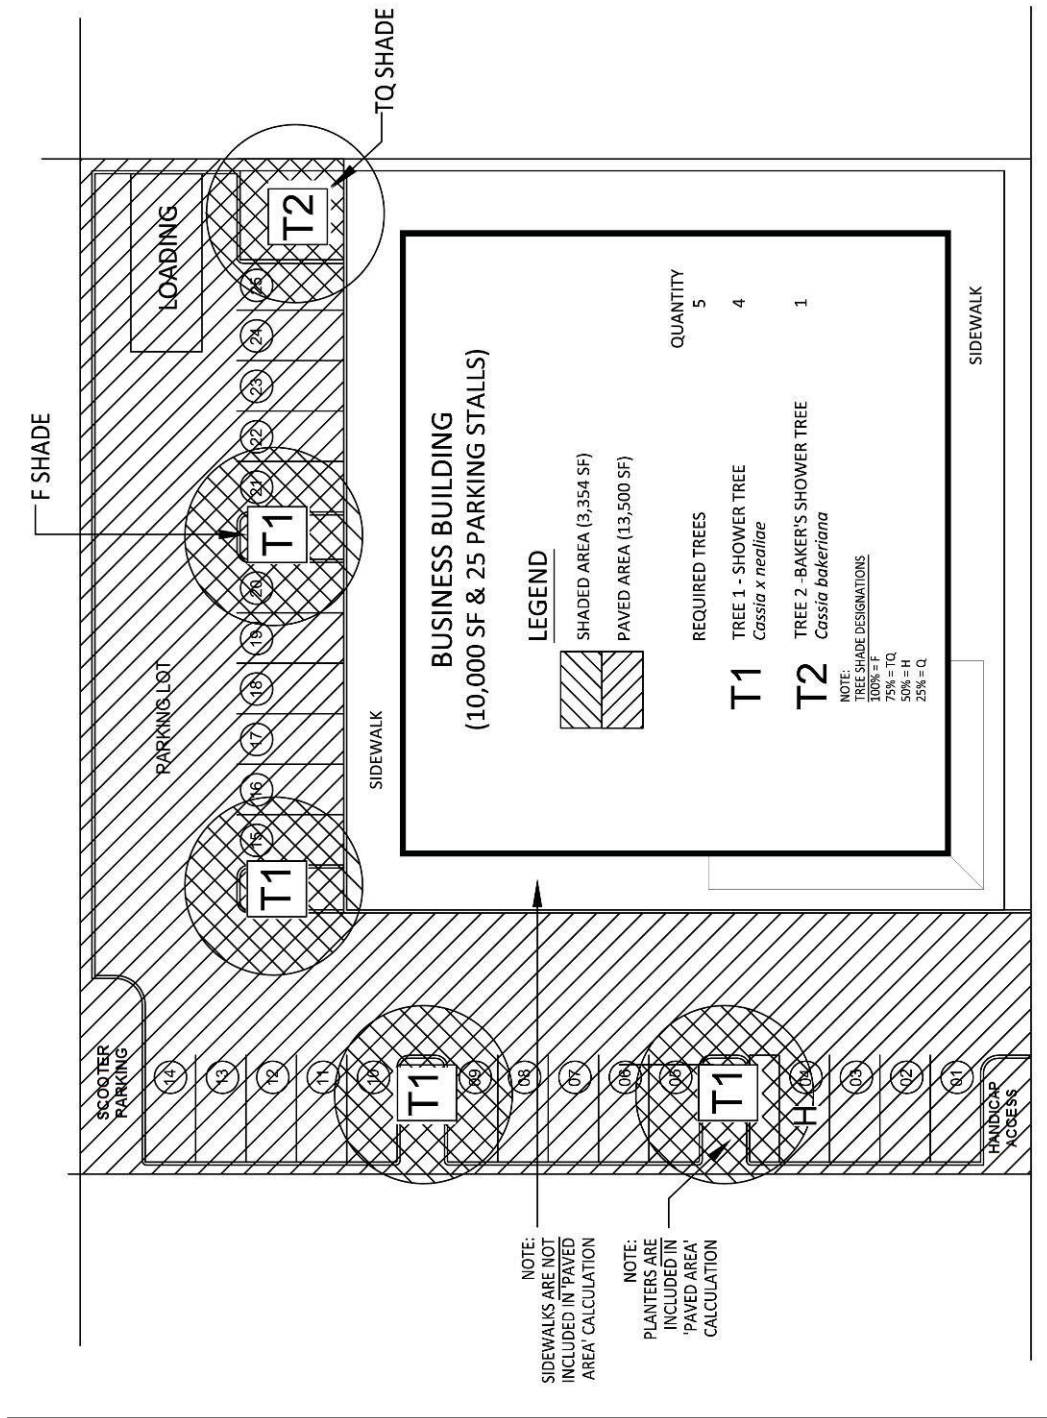 TQ SHADE
F SHADE
LOADING
T2
25
24
23
22
21
T1
20
19
18
17
16
15
T1
PARKING LOT
SIDEWALK
BUSINESS BUILDING
(10,000 SF & 25 PARKING STALLS)
LEGEND
SHADED AREA (3,354 SF)
PAVED AREA (13,500 SF)
QUANTITY
REQUIRED TREES 5
T1 TREE 1 - SHOWER TREE 4
Cassia x nealiae
T2 TREE 2 -BAKER'S SHOWER TREE 1
Cassia bakeriana
NOTE:
TREE SHADE DESIGNATIONS
100% = F
75% = TQ
50% = H
25% = Q
SIDEWALK
SCOOTER
PARKING
14
13
12
11
10
T1
09
08
07
06
05
T1
04
H
03
02
01
HANDICAP
ACCESS
NOTE:
SIDEWALKS ARE NOT
INCLUDED IN 'PAVED
AREA' CALCULATION
NOTE:
PLANTERS ARE
INCLUDED IN
'PAVED AREA'
CALCULATION